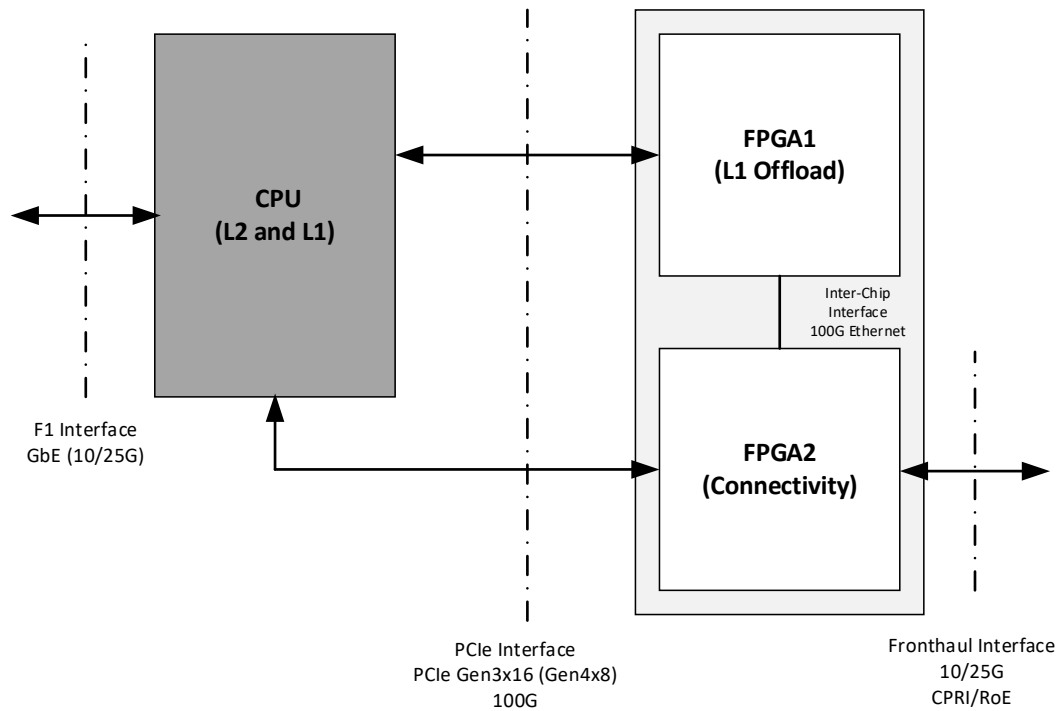 FPGA1
(L1 Offload)
CPU
(L2 and L1)
Inter-Chip
Interface
100G Ethernet
F1 Interface
GbE (10/25G)
FPGA2
(Connectivity)
PCIe Interface
PCIe Gen3x16 (Gen4x8)
100G
Fronthaul Interface
10/25G
CPRI/RoE